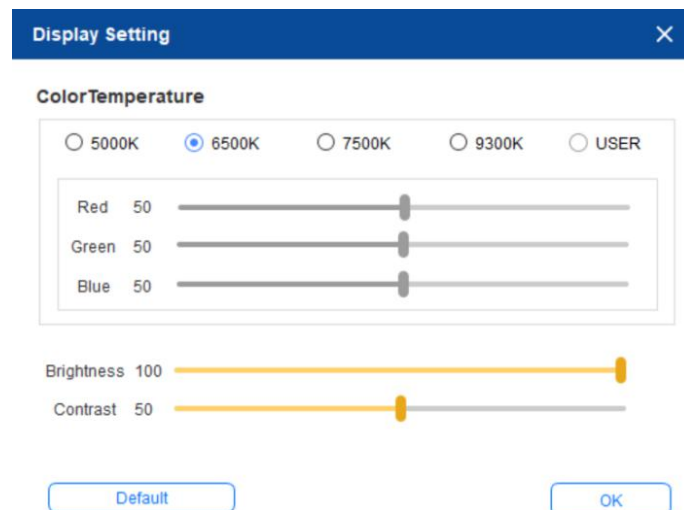 Display Setting
ColorTemperature
5000K 6500K 7500K 9300K USER
Red 50
Green 50
Blue 50
Brightness 100
Contrast 50
Default OK